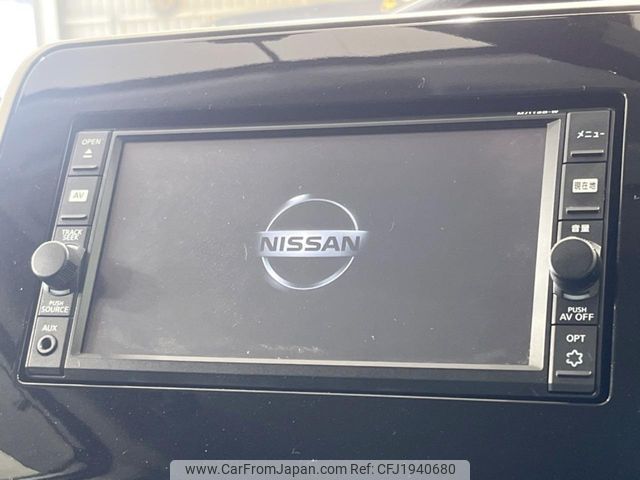 OPEN
AV
TRACK
SEEK
PUSH
SOURCE
AUX
NISSAN
メニュー
現在地
音量
PUSH
AV OFF
OPT
www.CarFromJapan.com Ref. No: CFJ1940680